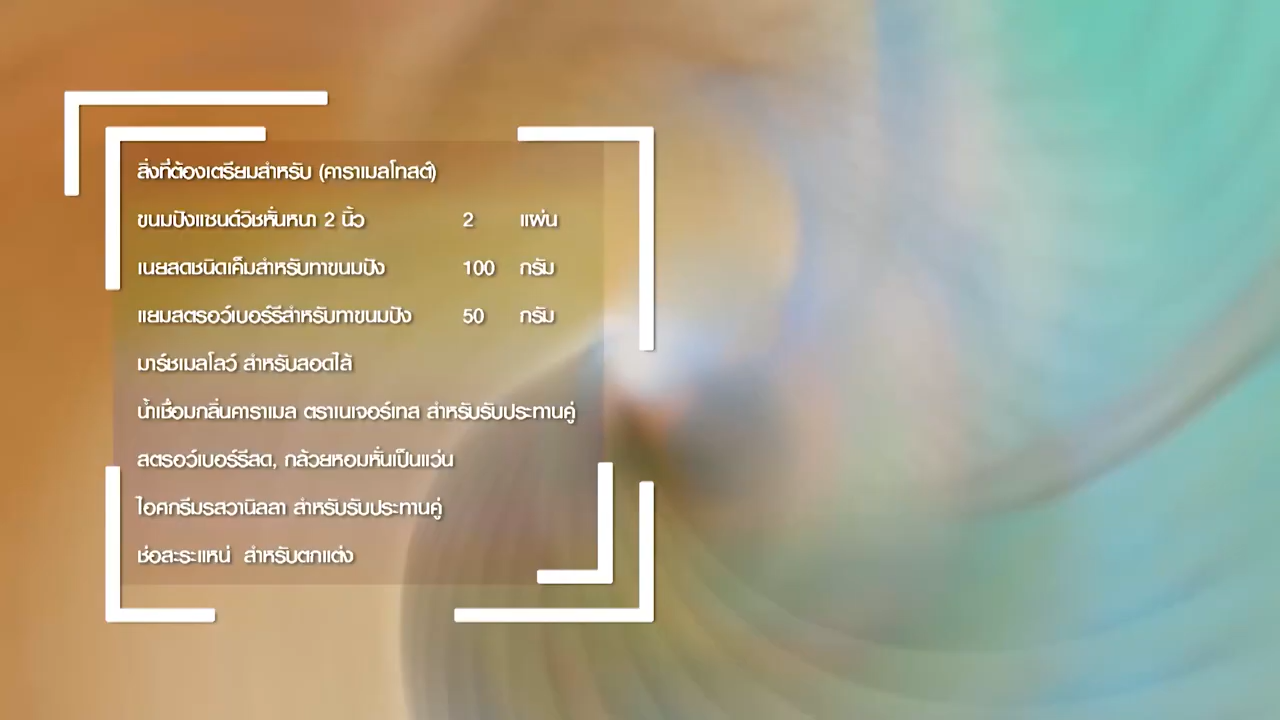 สิ่งที่ต้องเตรียมสำหรับ (คาราเมลโทสต์)
ขนมปังแซนด์วิชหั่นหนา 2 นิ้ว 2 แผ่น
เนยสดชนิดเค็มสำหรับทาขนมปัง 100 กรัม
แยมสตรอว์เบอร์รีสำหรับทาขนมปัง 50 กรัม
มาร์ชเมลโลว์ สำหรับสอดไส้
น้ำเชื่อมกลิ่นคาราเมล ตราเนเจอร์เทส สำหรับรับประทานคู่
สตรอว์เบอร์รีสด, กล้วยหอมหั่นเป็นแว่น
ไอศกรีมรสวานิลลา สำหรับรับประทานคู่
ช่อสะระแหน่ สำหรับตกแต่ง